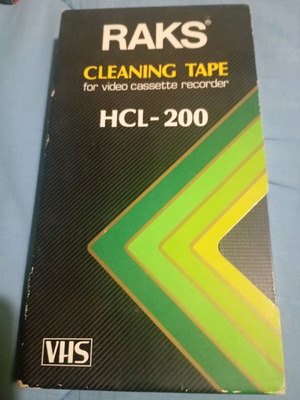 RAKS®
CLEANING TAPE
for video cassette recorder
HCL-200
VHS